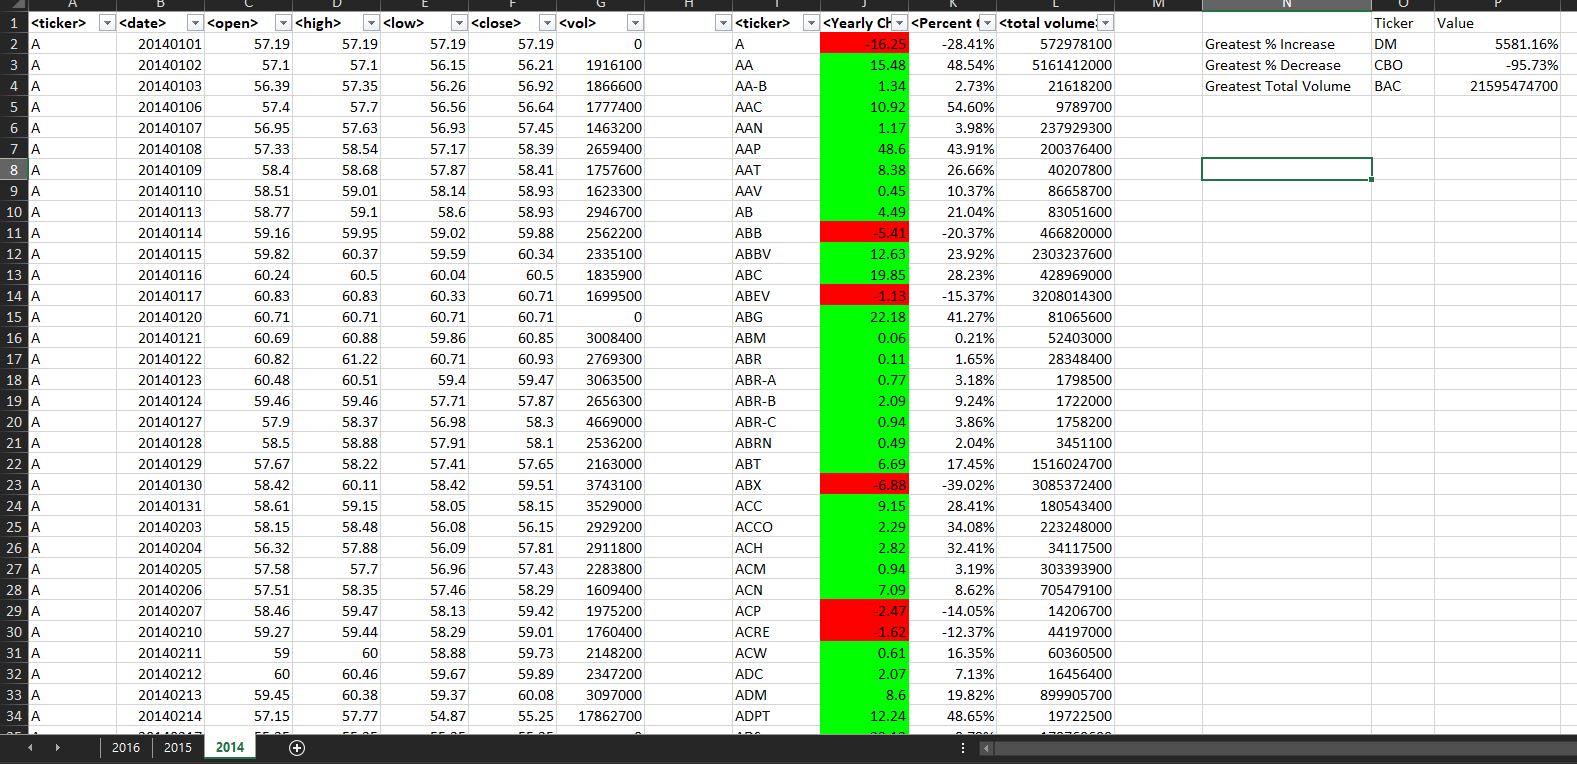 A B C D E F G H I J K L M N O P
1 <ticker> <date> <open> <high> <low> <close> <vol> <ticker> <Yearly Ch <Percent <total volume> Ticker Value
2 A 20140101 57.19 57.19 57.19 57.19 0 A -16.25 -28.41% 572978100 Greatest % Increase DM 5581.16%
3 A 20140102 57.1 57.1 56.15 56.21 1916100 AA 15.48 48.54% 5161412000 Greatest % Decrease CBO -95.73%
4 A 20140103 56.39 57.35 56.26 56.92 1866600 AA-B 1.34 2.73% 21618200 Greatest Total Volume BAC 21595474700
5 A 20140106 57.4 57.7 56.56 56.64 1777400 AAC 10.92 54.60% 9789700
6 A 20140107 56.95 57.63 56.93 57.45 1463200 AAN 1.17 3.98% 237929300
7 A 20140108 57.33 58.54 57.17 58.39 2659400 AAP 48.6 43.91% 200376400
8 A 20140109 58.4 58.68 57.87 58.41 1757600 AAT 8.38 26.66% 40207800
9 A 20140110 58.51 59.01 58.14 58.93 1623300 AAV 0.45 10.37% 86658700
10 A 20140113 58.77 59.1 58.6 58.93 2946700 AB 4.49 21.04% 83051600
11 A 20140114 59.16 59.95 59.02 59.88 2562200 ABB -5.41 -20.37% 466820000
12 A 20140115 59.82 60.37 59.59 60.34 2335100 ABBV 12.63 23.92% 2303237600
13 A 20140116 60.24 60.5 60.04 60.5 1835900 ABC 19.85 28.23% 428969000
14 A 20140117 60.83 60.83 60.33 60.71 1699500 ABEV -1.13 -15.37% 3208014300
15 A 20140120 60.71 60.71 60.71 60.71 0 ABG 22.18 41.27% 81065600
16 A 20140121 60.69 60.88 59.86 60.85 3008400 ABM 0.06 0.21% 52403000
17 A 20140122 60.82 61.22 60.71 60.93 2769300 ABR 0.11 1.65% 28348400
18 A 20140123 60.48 60.51 59.4 59.47 3063500 ABR-A 0.77 3.18% 1798500
19 A 20140124 59.46 59.46 57.71 57.87 2656300 ABR-B 2.09 9.24% 1722000
20 A 20140127 57.9 58.37 56.98 58.3 4669000 ABR-C 0.94 3.86% 1758200
21 A 20140128 58.5 58.88 57.91 58.1 2536200 ABRN 0.49 2.04% 3451100
22 A 20140129 57.67 58.22 57.41 57.65 2163000 ABT 6.69 17.45% 1516024700
23 A 20140130 58.42 60.11 58.42 59.51 3743100 ABX -6.88 -39.02% 3085372400
24 A 20140131 58.61 59.15 58.05 58.15 3529000 ACC 9.15 28.41% 180543400
25 A 20140203 58.15 58.48 56.08 56.15 2929200 ACCO 2.29 34.08% 223248000
26 A 20140204 56.32 57.88 56.09 57.81 2911800 ACH 2.82 32.41% 34117500
27 A 20140205 57.58 57.7 56.96 57.43 2283800 ACM 0.94 3.19% 303393900
28 A 20140206 57.51 58.35 57.46 58.29 1609400 ACN 7.09 8.62% 705479100
29 A 20140207 58.46 59.47 58.13 59.42 1975200 ACP -2.47 -14.05% 14206700
30 A 20140210 59.27 59.44 58.29 59.01 1760400 ACRE -1.62 -12.37% 44197000
31 A 20140211 59 60 58.88 59.73 2148200 ACW 0.61 16.35% 60360500
32 A 20140212 60 60.46 59.67 59.89 2347200 ADC 2.07 7.13% 16456400
33 A 20140213 59.45 60.38 59.37 60.08 3097000 ADM 8.6 19.82% 899905700
34 A 20140214 57.15 57.77 54.87 55.25 17862700 ADPT 12.24 48.65% 19722500
2016 2015 2014